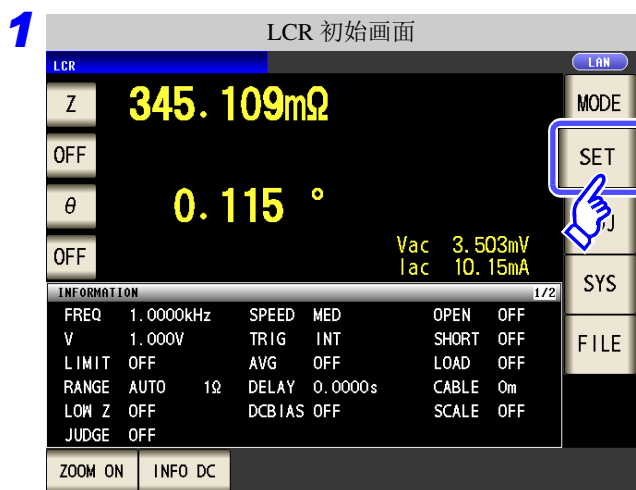 1
LCR 初始画面
LCR
LAN
Z 345.109mΩ
MODE
OFF
SET
θ 0.115 °
OFF
Vac 3.503mV
Iac 10.15mA
SYS
INFORMATION 1/2
FREQ 1.0000kHz SPEED MED OPEN OFF
V 1.000V TRIG INT SHORT OFF
FILE
LIMIT OFF AVG OFF LOAD OFF
RANGE AUTO 1Ω DELAY 0.0000s CABLE 0m
LOW Z OFF DCBIAS OFF SCALE OFF
JUDGE OFF
ZOOM ON INFO DC